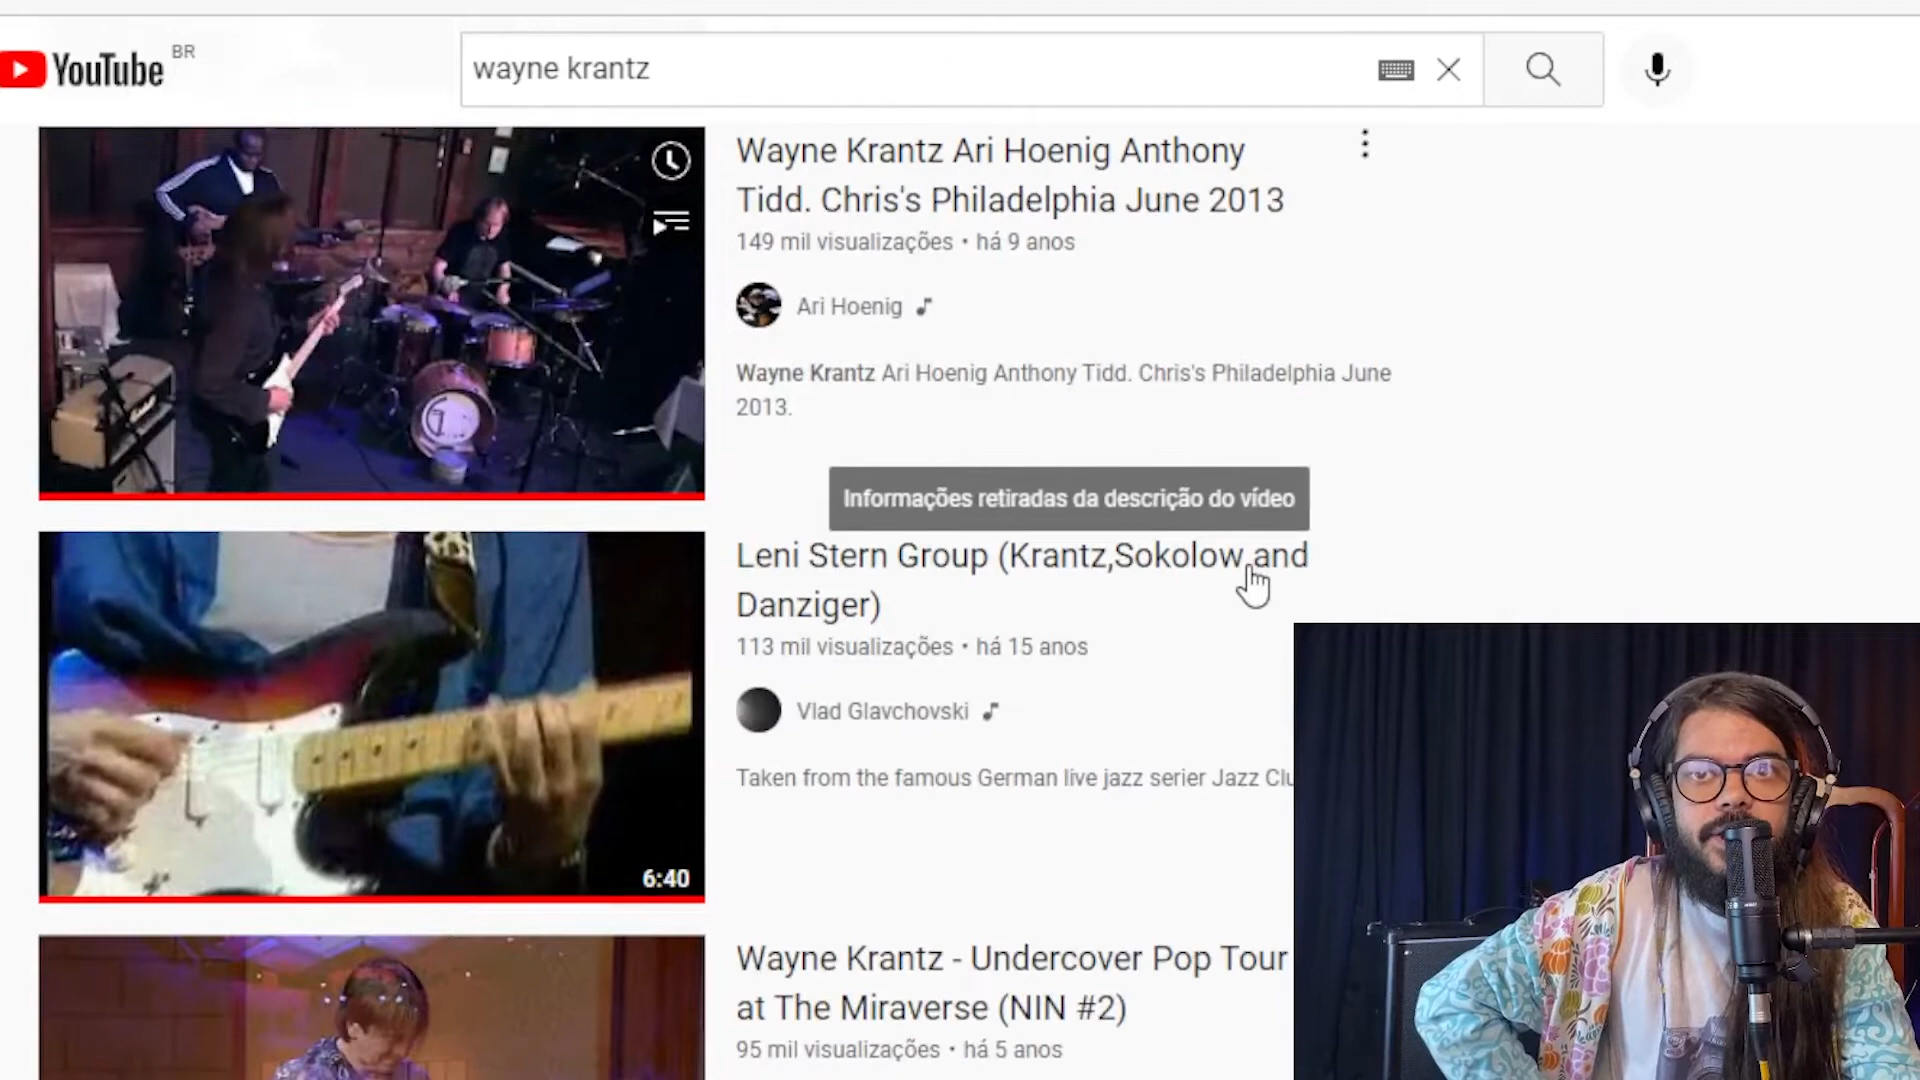 YouTube BR
wayne krantz
Wayne Krantz Ari Hoenig Anthony
Tidd. Chris's Philadelphia June 2013
149 mil visualizações • há 9 anos
Ari Hoenig
Wayne Krantz Ari Hoenig Anthony Tidd. Chris's Philadelphia June
2013.
Informações retiradas da descrição do vídeo
Leni Stern Group (Krantz,Sokolow,and
Danziger)
113 mil visualizações • há 15 anos
Vlad Glavchovski
Taken from the famous German live jazz serier Jazz Clu
6:40
Wayne Krantz - Undercover Pop Tour
at The Miraverse (NIN #2)
95 mil visualizações • há 5 anos